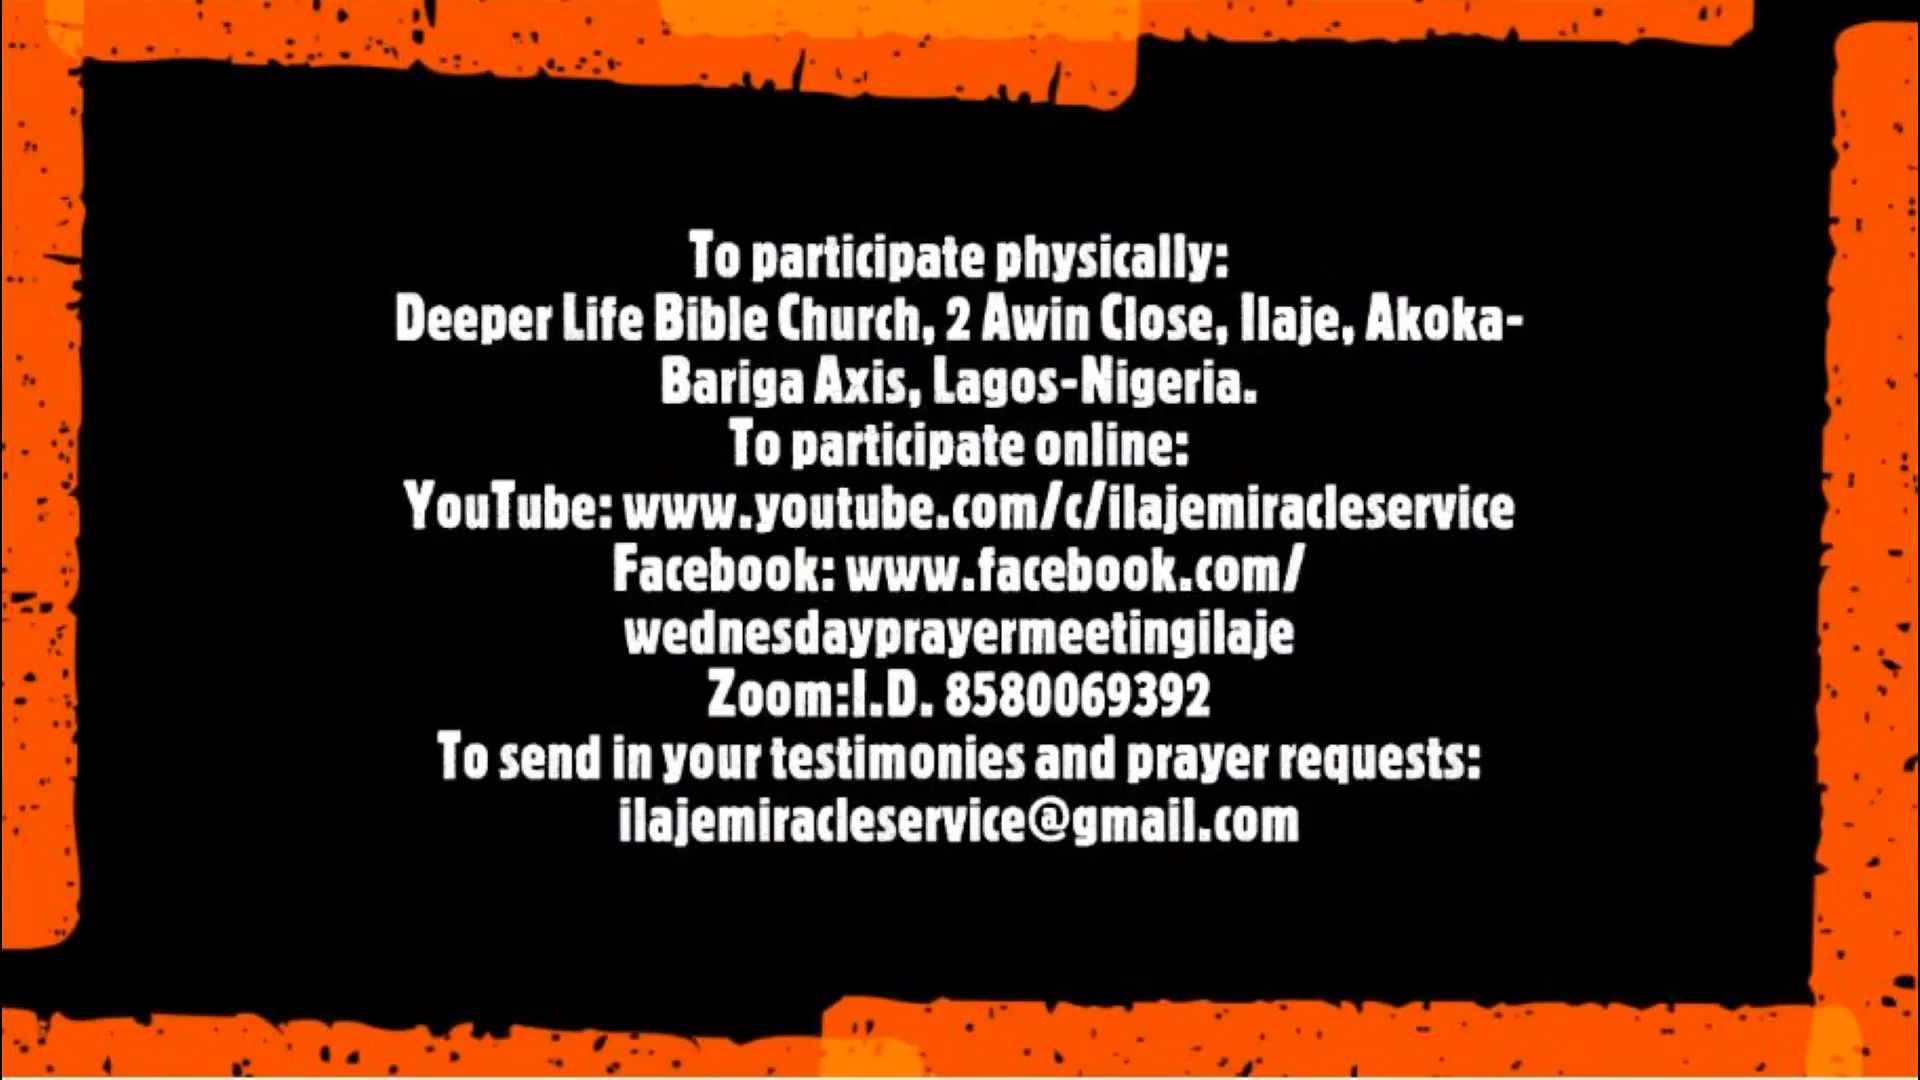 To participate physically:
Deeper Life Bible Church, 2 Awin Close, Ilaje, Akoka-
Bariga Axis, Lagos-Nigeria.
To participate online:
YouTube: www.youtube.com/c/ilajemiracleservice
Facebook: www.facebook.com/
wednesdayprayermeetingilaje
Zoom:I.D. 8580069392
To send in your testimonies and prayer requests:
ilajemiracleservice@gmail.com